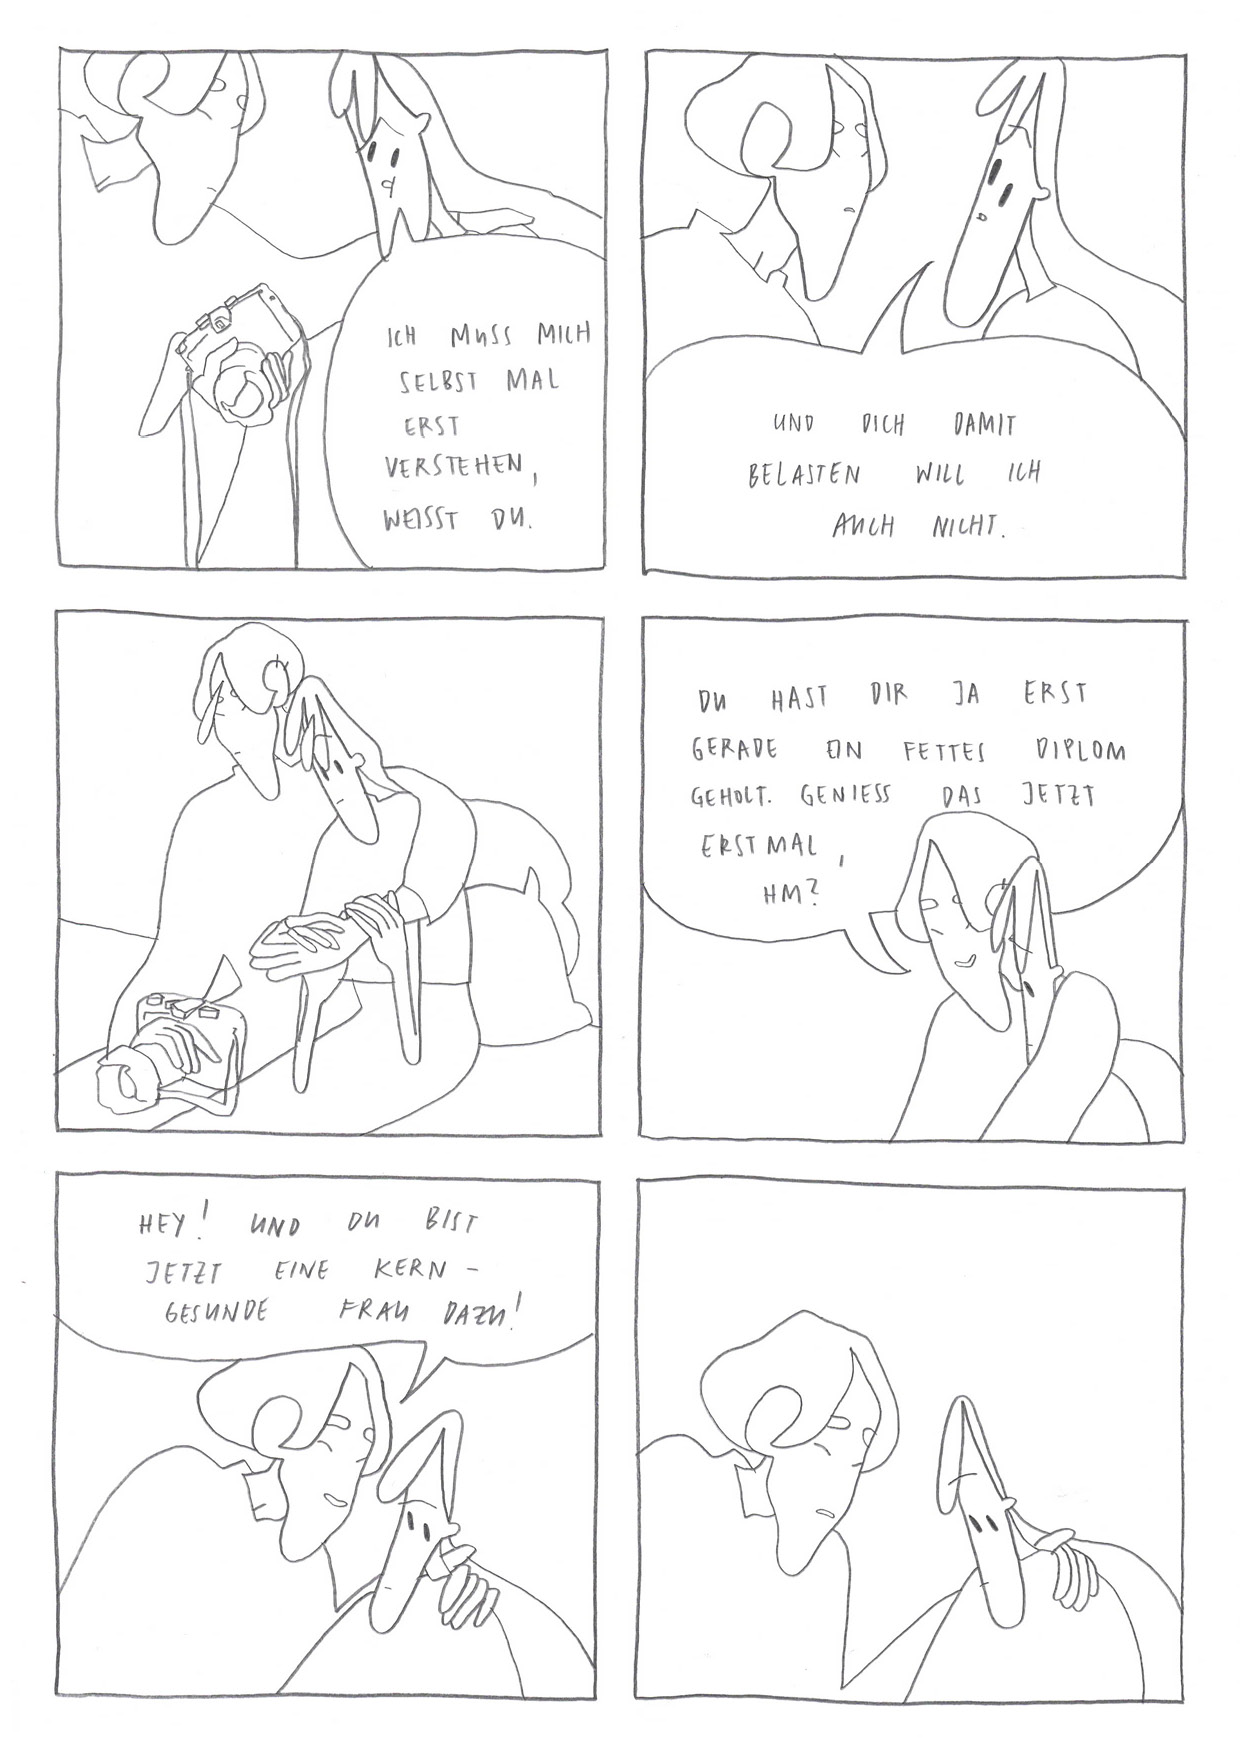 ICH MUSS MICH
SELBST MAL
ERST
VERSTEHEN,
WEISST DU.
UND DICH DAMIT
BELASTEN WILL ICH
AUCH NICHT.
DU HAST DIR JA ERST
GERADE EIN FETTES DIPLOM
GEHOLT. GENIESS DAS JETZT
ERSTMAL,
HM?
HEY! UND DU BIST
JETZT EINE KERN-
GESUNDE FRAU DAZU!